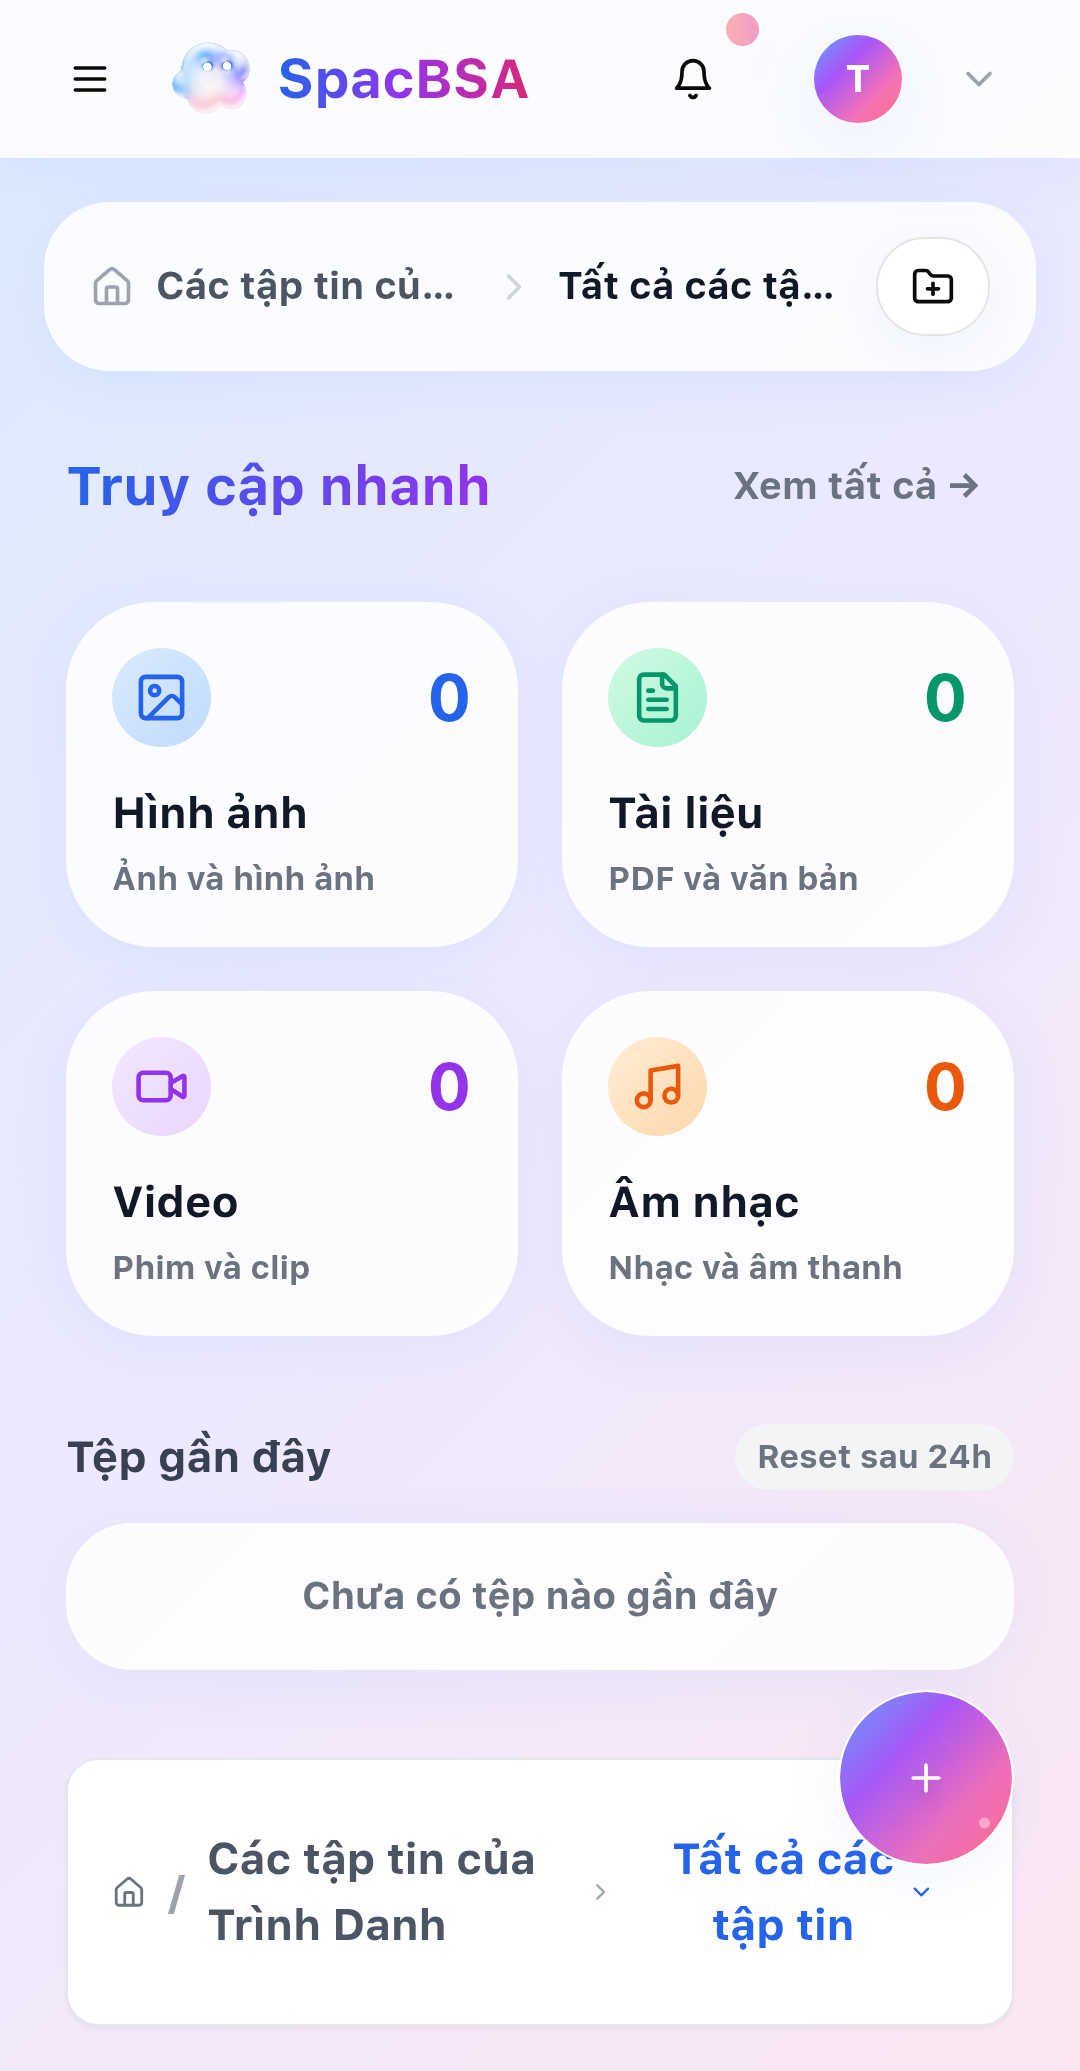 SpacBSA
T
Các tập tin củ...
Tất cả các tậ...
Truy cập nhanh
Xem tất cả →
0
0
Hình ảnh
Tài liệu
Ảnh và hình ảnh
PDF và văn bản
0
0
Video
Âm nhạc
Phim và clip
Nhạc và âm thanh
Tệp gần đây
Reset sau 24h
Chưa có tệp nào gần đây
/
Các tập tin của
Trình Danh
Tất cả các
tập tin